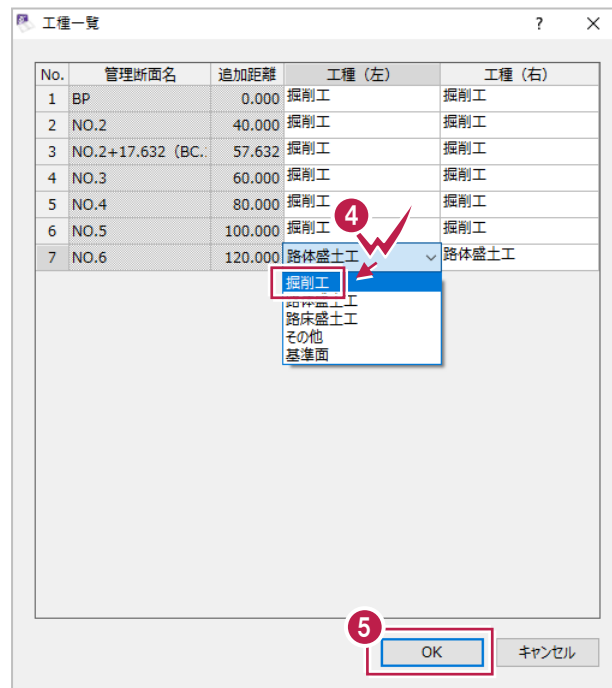 工種一覧 ? ×
No. 管理断面名 追加距離 工種（左） 工種（右）
1 BP 0.000 掘削工 掘削工
2 NO.2 40.000 掘削工 掘削工
3 NO.2+17.632（BC. 57.632 掘削工 掘削工
4 NO.3 60.000 掘削工 掘削工
5 NO.4 80.000 掘削工 掘削工
6 NO.5 100.000 掘削工 掘削工
4
7 NO.6 120.000 路体盛土工 路体盛土工
掘削工
路体盛土工
路床盛土工
その他
基準面
5
OK キャンセル